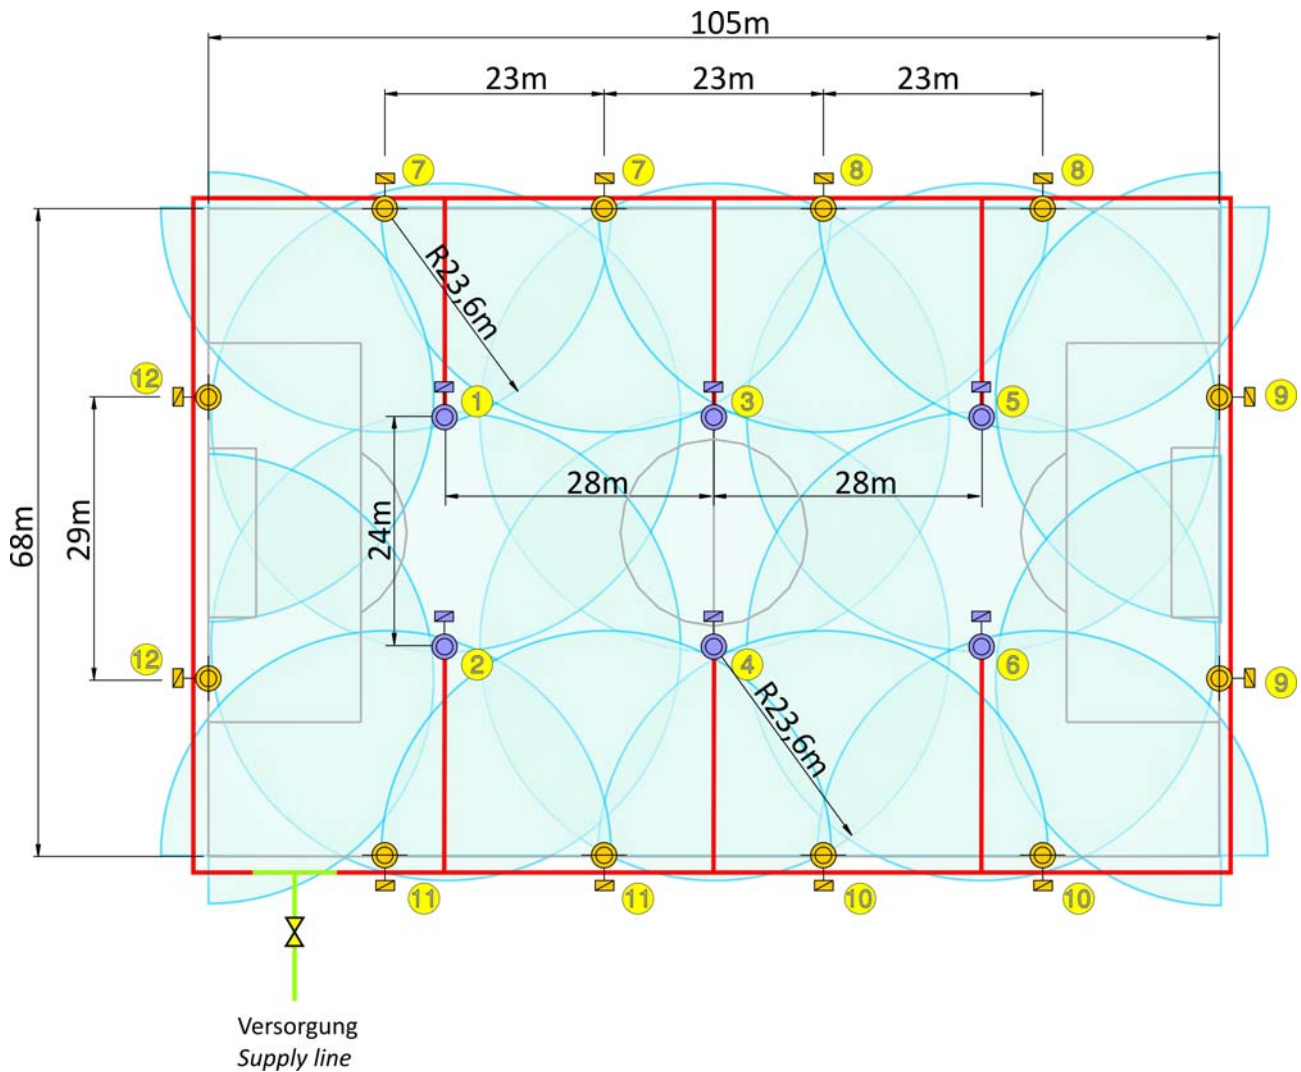 105m
23m 23m 23m
7 7 8 8
R23,6m
12 9
1 3 5
28m 28m
68m 29m 24m
12 9
2 4 6
R23,6m
11 11 10 10
Versorgung
Supply line